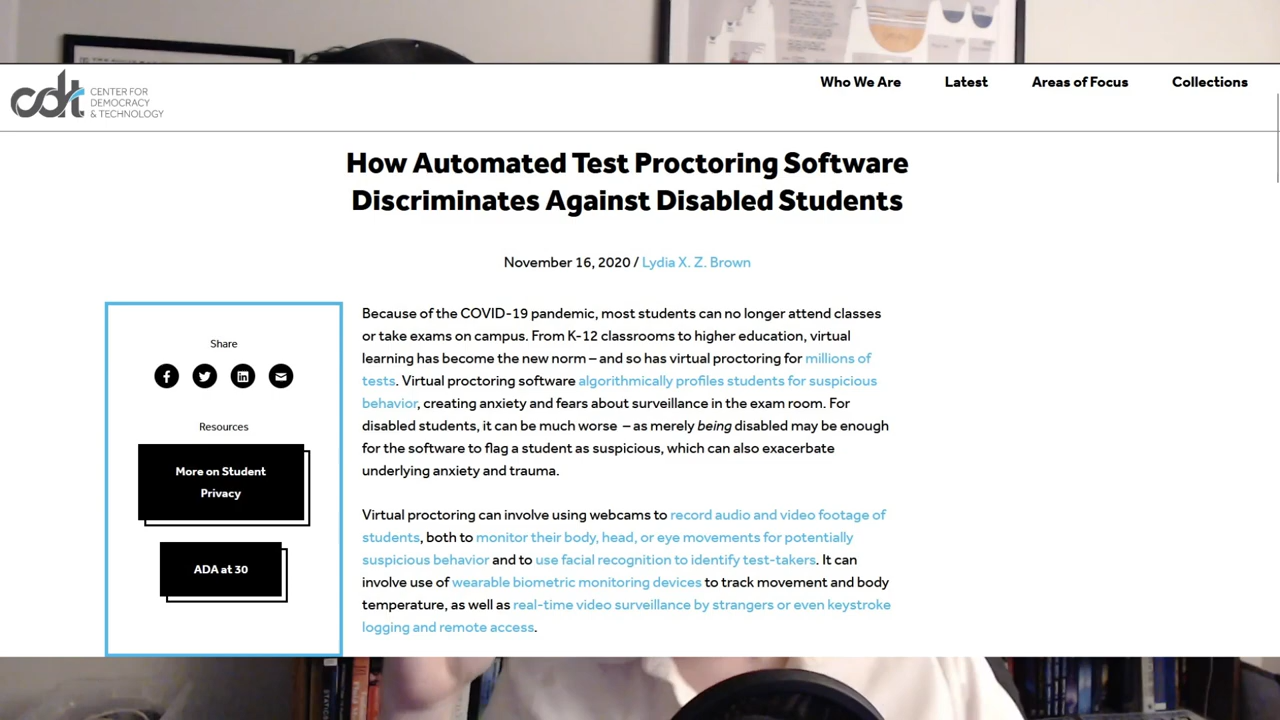 Who We Are
Latest
Areas of Focus
Collections
cdt
CENTER FOR
DEMOCRACY
& TECHNOLOGY
How Automated Test Proctoring Software
Discriminates Against Disabled Students
November 16, 2020 / Lydia X. Z. Brown
Share
Resources
More on Student
Privacy
ADA at 30
Because of the COVID-19 pandemic, most students can no longer attend classes
or take exams on campus. From K-12 classrooms to higher education, virtual
learning has become the new norm – and so has virtual proctoring for millions of
tests. Virtual proctoring software algorithmically profiles students for suspicious
behavior, creating anxiety and fears about surveillance in the exam room. For
disabled students, it can be much worse – as merely being disabled may be enough
for the software to flag a student as suspicious, which can also exacerbate
underlying anxiety and trauma.
Virtual proctoring can involve using webcams to record audio and video footage of
students, both to monitor their body, head, or eye movements for potentially
suspicious behavior and to use facial recognition to identify test-takers. It can
involve use of wearable biometric monitoring devices to track movement and body
temperature, as well as real-time video surveillance by strangers or even keystroke
logging and remote access.